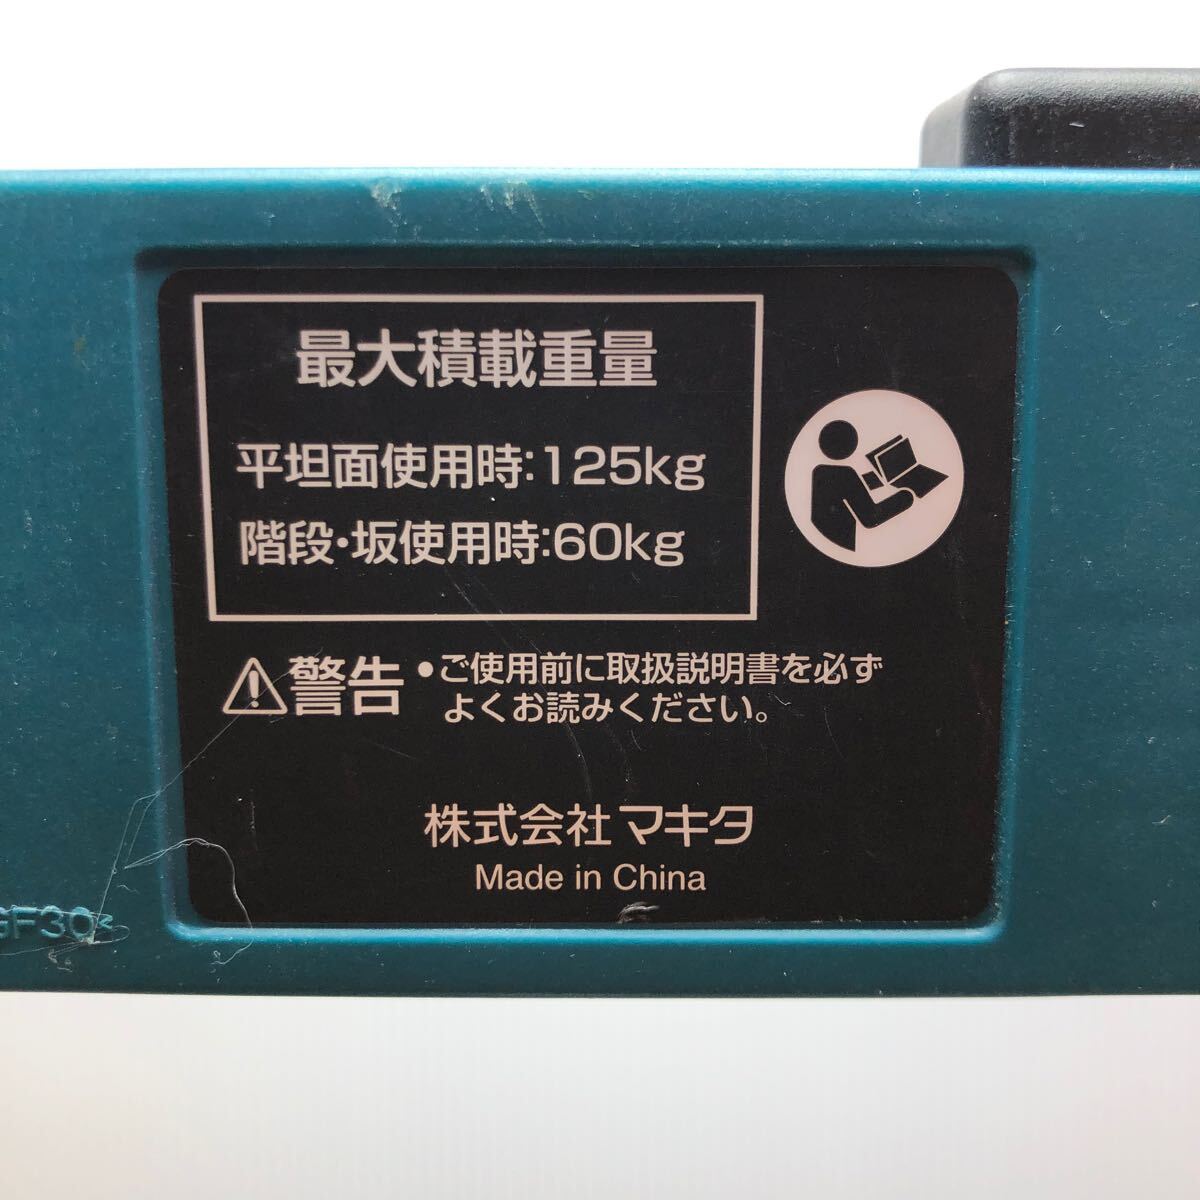 最大積載重量
平坦面使用時:125kg
階段・坂使用時:60kg
警告
・ご使用前に取扱説明書を必ず
よくお読みください。
株式会社マキタ
Made in China
GF30